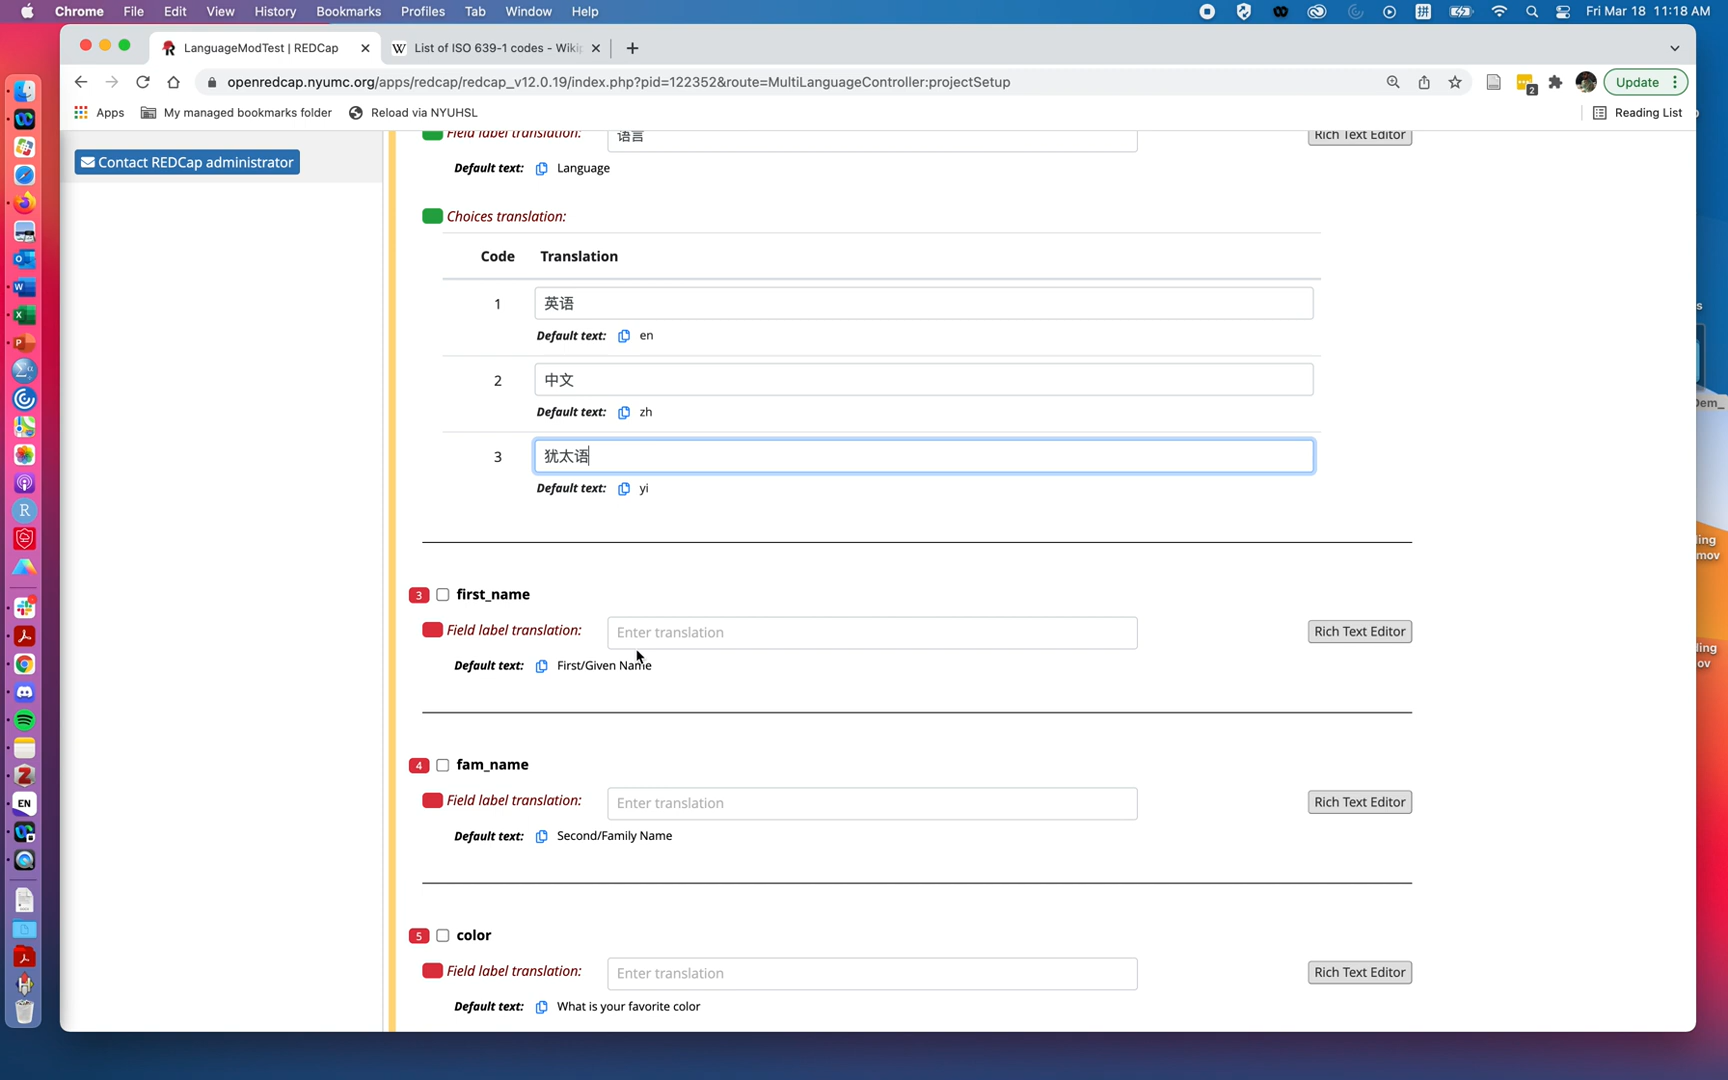 Chrome File Edit View History Bookmarks Profiles Tab Window Help
Fri Mar 18 11:18 AM
LanguageModTest | REDCap
W List of ISO 639-1 codes - Wiki
openredcap.nyumc.org/apps/redcap/redcap_v12.0.19/index.php?pid=122352&route=MultiLanguageController:projectSetup
2
Update
Apps My managed bookmarks folder Reload via NYUHSL
Reading List
Contact REDCap administrator
Field label translation: 语言 Rich Text Editor
Default text: Language
Choices translation:
Code Translation
1 英语
Default text: en
2 中文
Default text: zh
3 犹太语
Default text: yi
3 first_name
Field label translation: Enter translation Rich Text Editor
Default text: First/Given Name
4 fam_name
Field label translation: Enter translation Rich Text Editor
Default text: Second/Family Name
5 color
Field label translation: Enter translation Rich Text Editor
Default text: What is your favorite color
EN